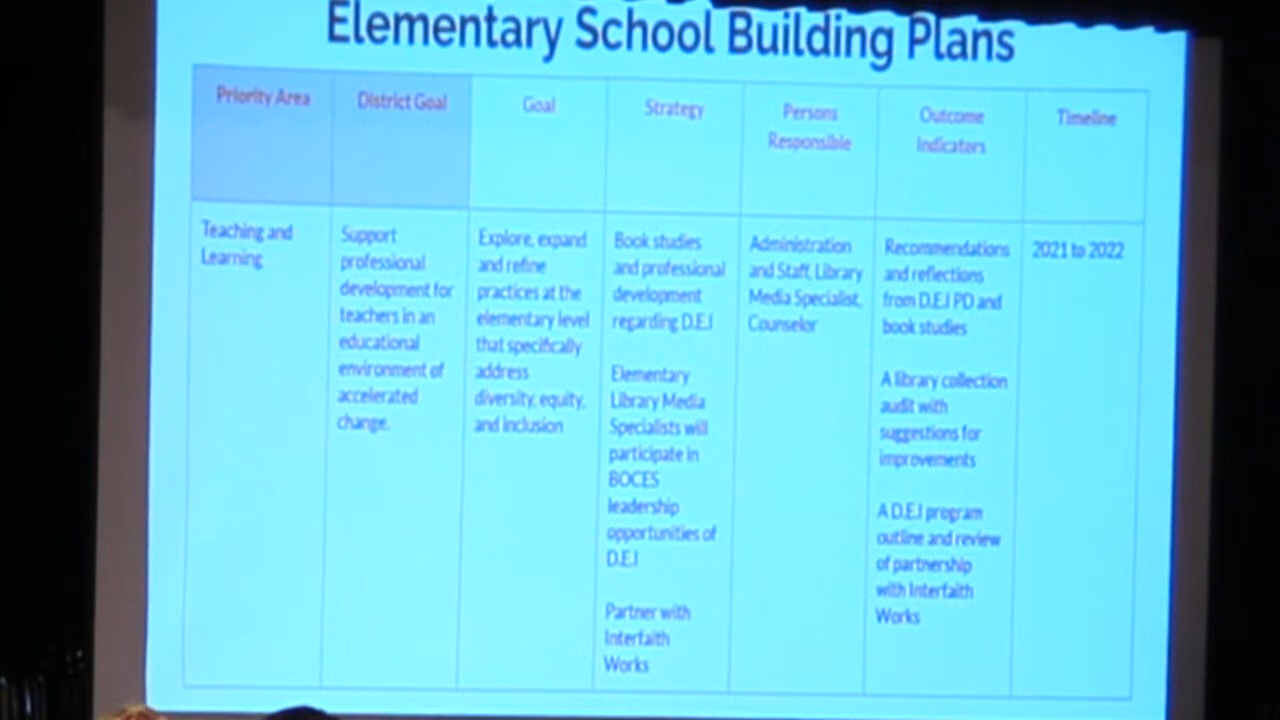 Elementary School Building Plans
Priority Area
District Goal
Goal
Strategy
Persons
Responsible
Outcome
Indicators
Timeline
Teaching and
Learning
Support
professional
development for
teachers in an
educational
environment of
accelerated
change.
Explore, expand
and refine
practices at the
elementary level
that specifically
address
diversity, equity,
and inclusion
Book studies
and professional
development
regarding D.E.I
Elementary
Library Media
Specialists will
participate in
BOCES
leadership
opportunities of
D.E.I
Partner with
Interfaith
Works
Administration
and Staff, Library
Media Specialist,
Counselor
Recommendations
and reflections
from D.E.I PD and
book studies
A library collection
audit with
suggestions for
improvements
A D.E.I program
outline and review
of partnership
with Interfaith
Works
2021 to 2022